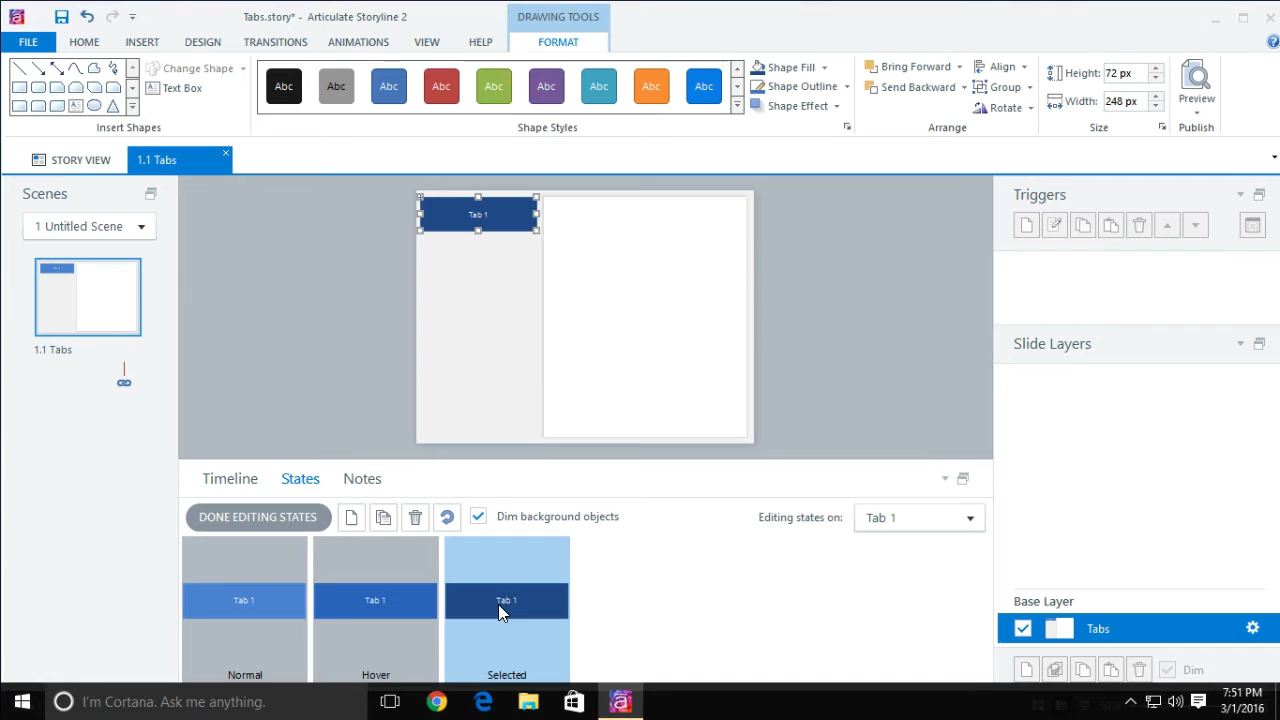 Tabs.story* - Articulate Storyline 2
DRAWING TOOLS
FILE HOME INSERT DESIGN TRANSITIONS ANIMATIONS VIEW HELP FORMAT
Change Shape
Text Box
Insert Shapes
Abc Abc Abc Abc Abc Abc Abc Abc Abc
Shape Styles
Shape Fill
Shape Outline
Shape Effect
Bring Forward
Send Backward
Align
Group
Rotate
Arrange
Height: 72 px
Width: 248 px
Size
Preview
Publish
STORY VIEW 1.1 Tabs
Scenes
1 Untitled Scene
1.1 Tabs
Tab 1
Triggers
Slide Layers
Timeline States Notes
DONE EDITING STATES Dim background objects Editing states on: Tab 1
Tab 1 Tab 1 Tab 1
Normal Hover Selected
Base Layer
Tabs
Dim
I'm Cortana. Ask me anything.
7:51 PM
3/1/2016